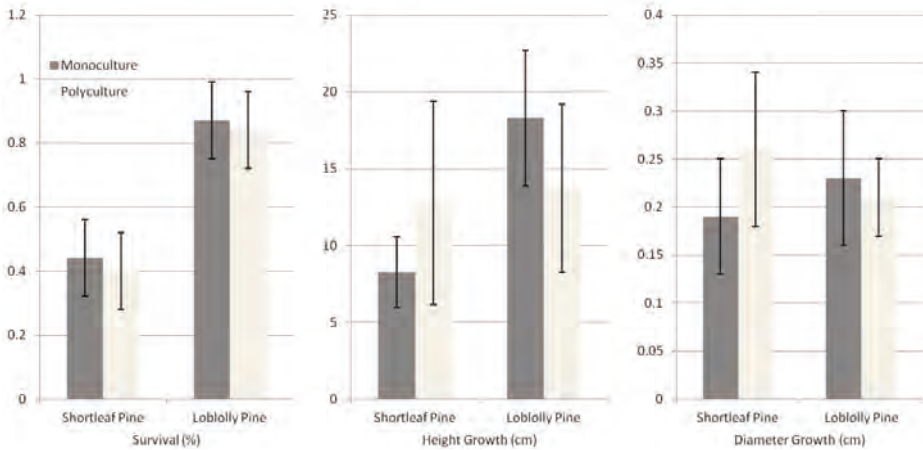 1.2
1
0.8
0.6
0.4
0.2
0
Monoculture
Polyculture
Shortleaf Pine Loblolly Pine
Survival (%)
25
20
15
10
5
0
Shortleaf Pine Loblolly Pine
Height Growth (cm)
0.4
0.35
0.3
0.25
0.2
0.15
0.1
0.05
0
Shortleaf Pine Loblolly Pine
Diameter Growth (cm)